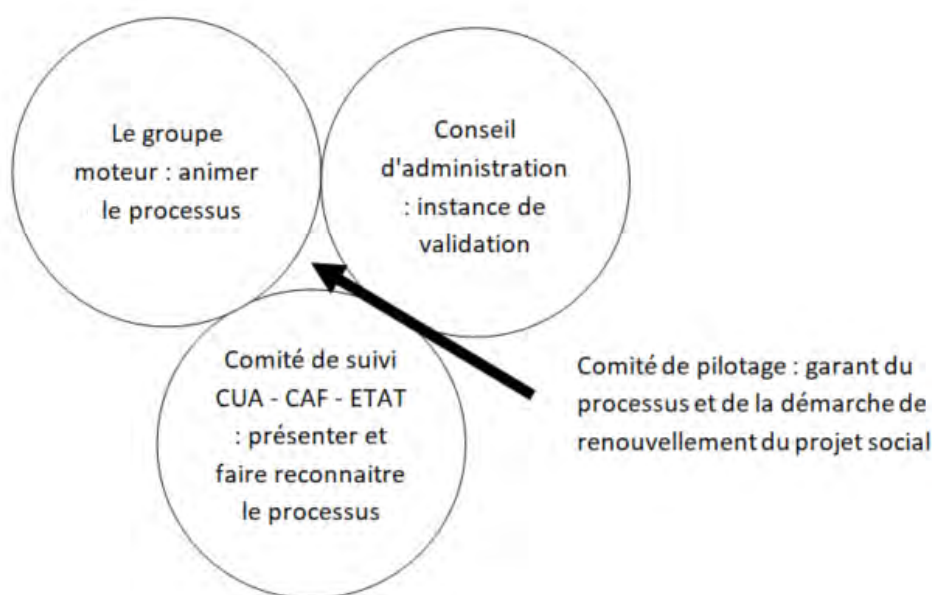 Le groupe
moteur : animer
le processus
Conseil
d'administration
: instance de
validation
Comité de suivi
CUA - CAF - ETAT
: présenter et
faire reconnaitre
le processus
Comité de pilotage : garant du
processus et de la démarche de
renouvellement du projet social